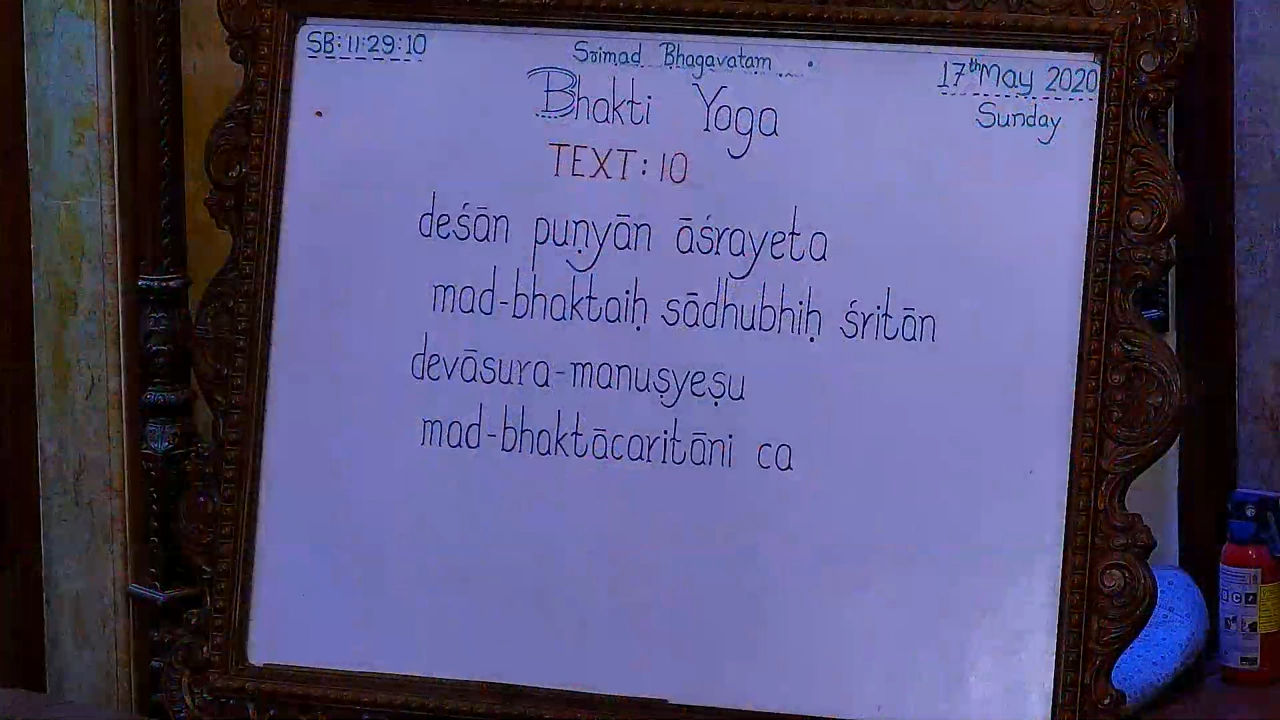 SB:11:29:10
Srimad Bhagavatam
17th May 2020
Sunday
Bhakti Yoga
TEXT: 10
deśān puṇyān āśrayeta
mad-bhaktaiḥ sādhubhiḥ śritān
devāsura-manuṣyeṣu
mad-bhaktācaritāni ca